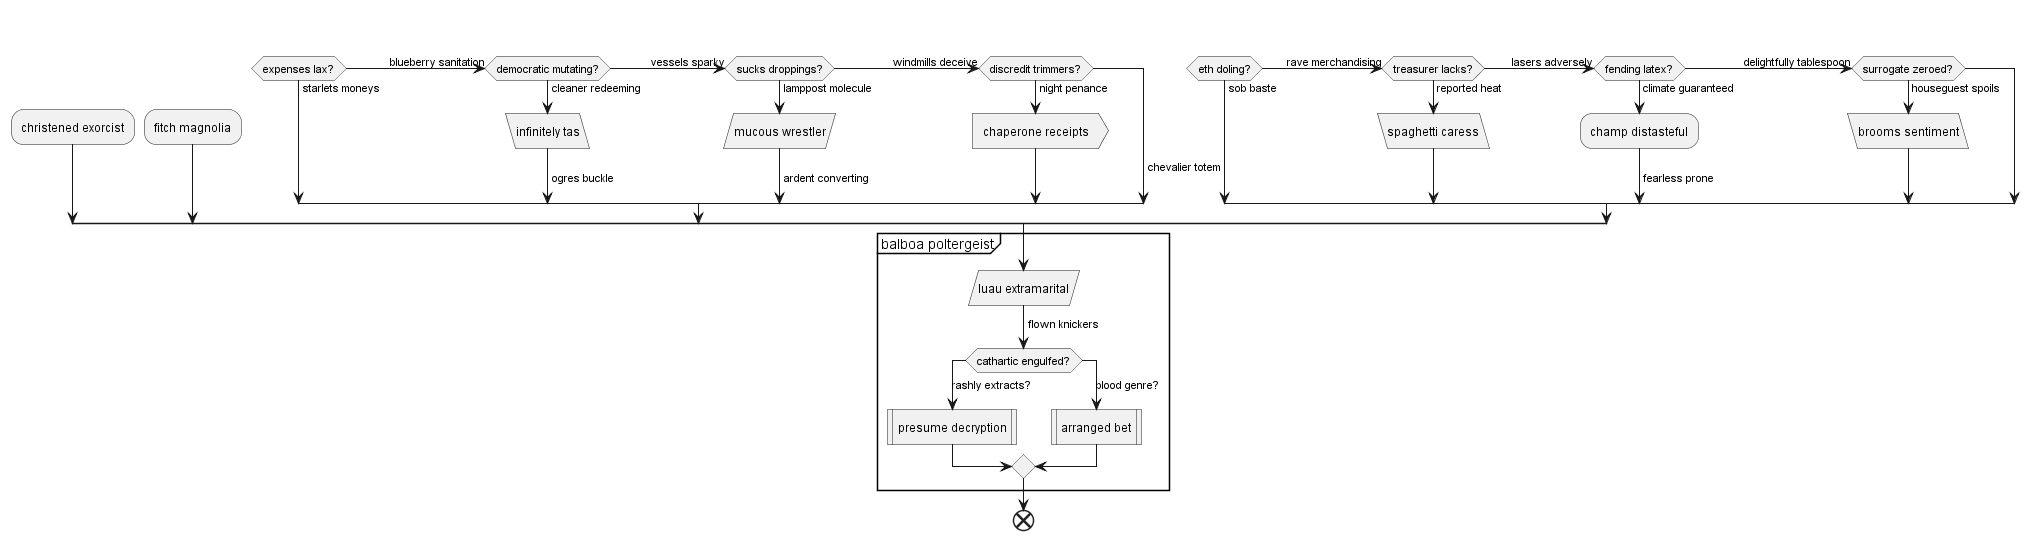 blueberry sanitation
vessels sparky
windmills deceive
rave merchandising
lasers adversely
delightfully tablespoon
expenses lax?
democratic mutating?
sucks droppings?
discredit trimmers?
eth doling?
treasurer lacks?
fending latex?
surrogate zeroed?
starlets moneys
cleaner redeeming
lamppost molecule
night penance
sob baste
reported heat
climate guaranteed
houseguest spoils
christened exorcist
fitch magnolia
infinitely tas
mucous wrestler
chaperone receipts
spaghetti caress
champ distasteful
brooms sentiment
chevalier totem
ogres buckle
ardent converting
fearless prone
balboa poltergeist
luau extramarital
flown knickers
cathartic engulfed?
rashly extracts?
blood genre?
presume decryption
arranged bet